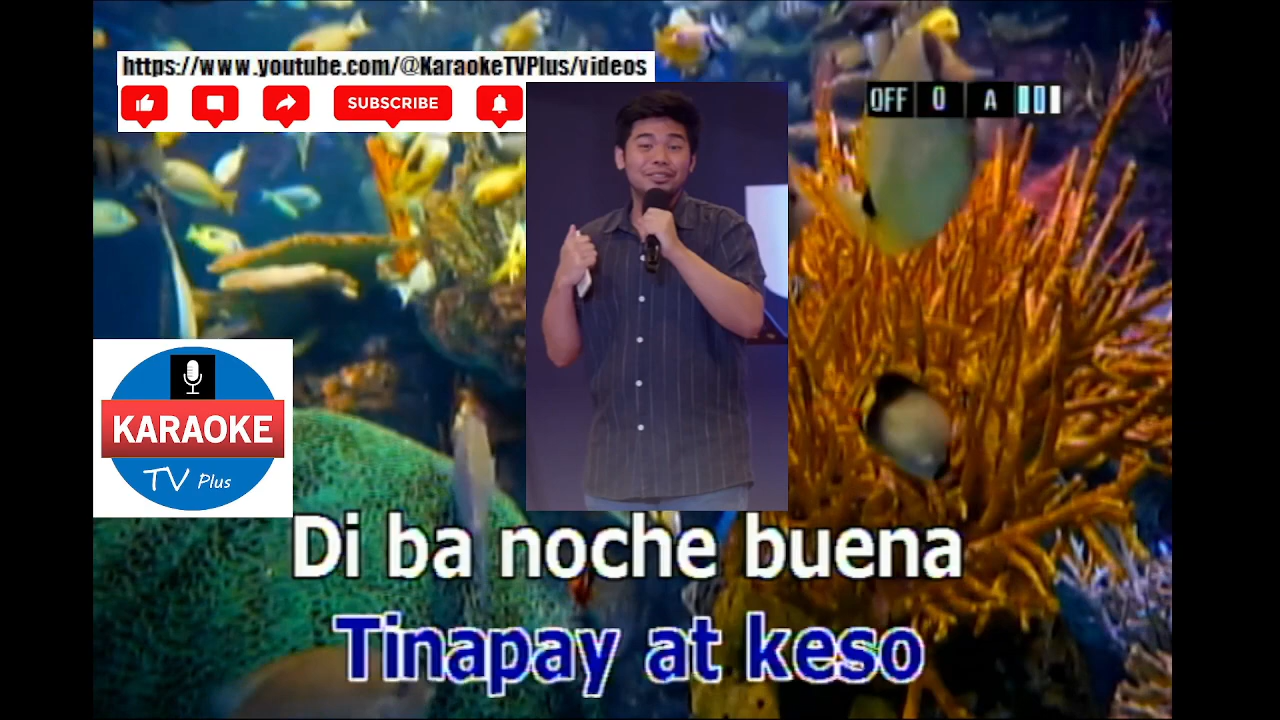 https://www.youtube.com/@KaraokeTVPlus/videos
SUBSCRIBE
OFF 0 A
KARAOKE
TV Plus
Di ba noche buena
Tinapay at keso